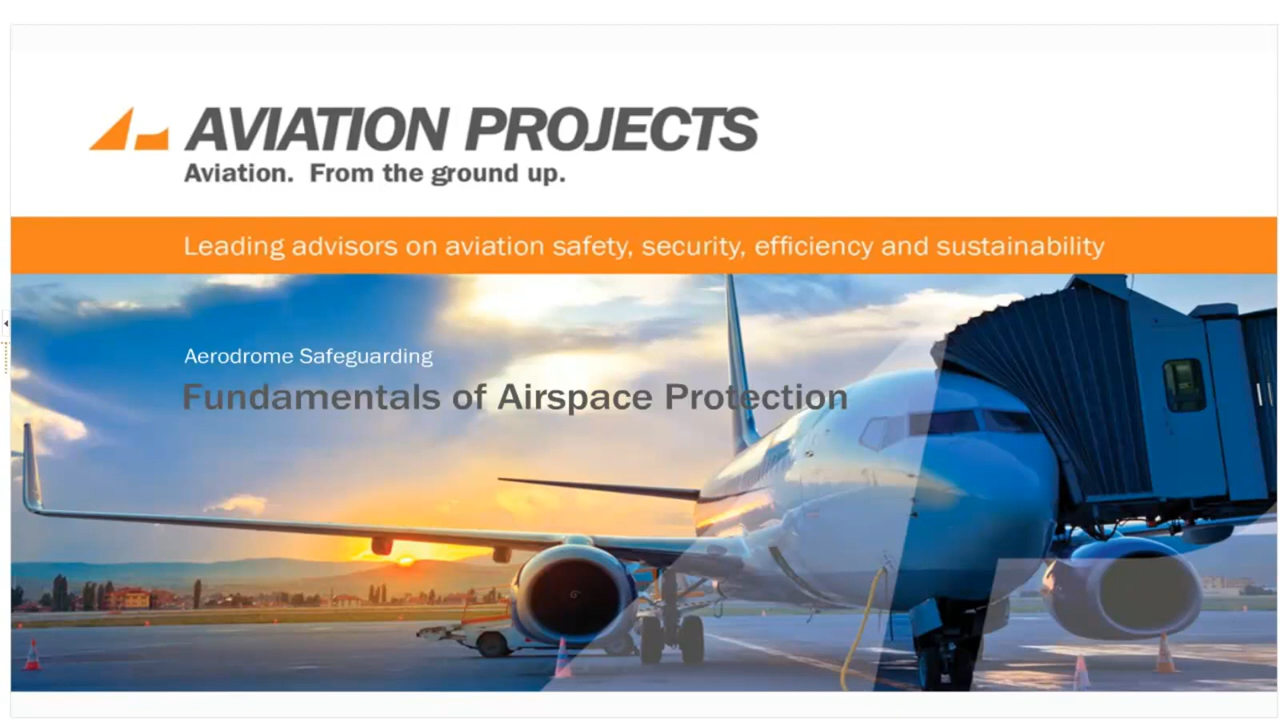 AVIATION PROJECTS
Aviation. From the ground up.
Leading advisors on aviation safety, security, efficiency and sustainability
Aerodrome Safeguarding
Fundamentals of Airspace Protection